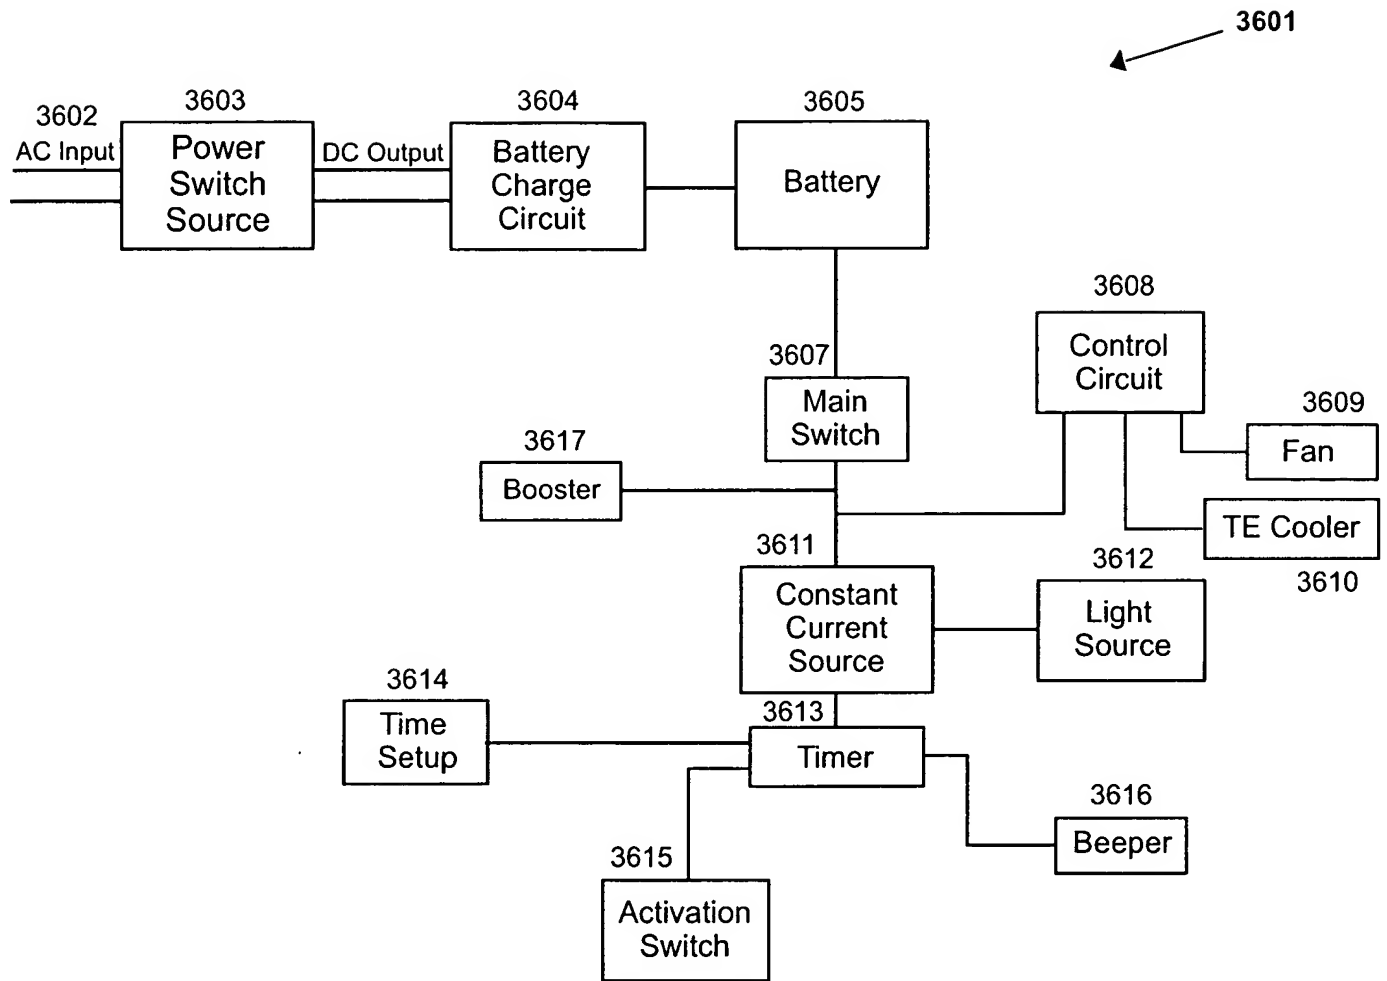 3601
3602
AC Input
3603
Power
Switch
Source
DC Output
3604
Battery
Charge
Circuit
3605
Battery
3607
Main
Switch
3608
Control
Circuit
3609
Fan
TE Cooler
3610
3617
Booster
3611
Constant
Current
Source
3612
Light
Source
3614
Time
Setup
3613
Timer
3616
Beeper
3615
Activation
Switch